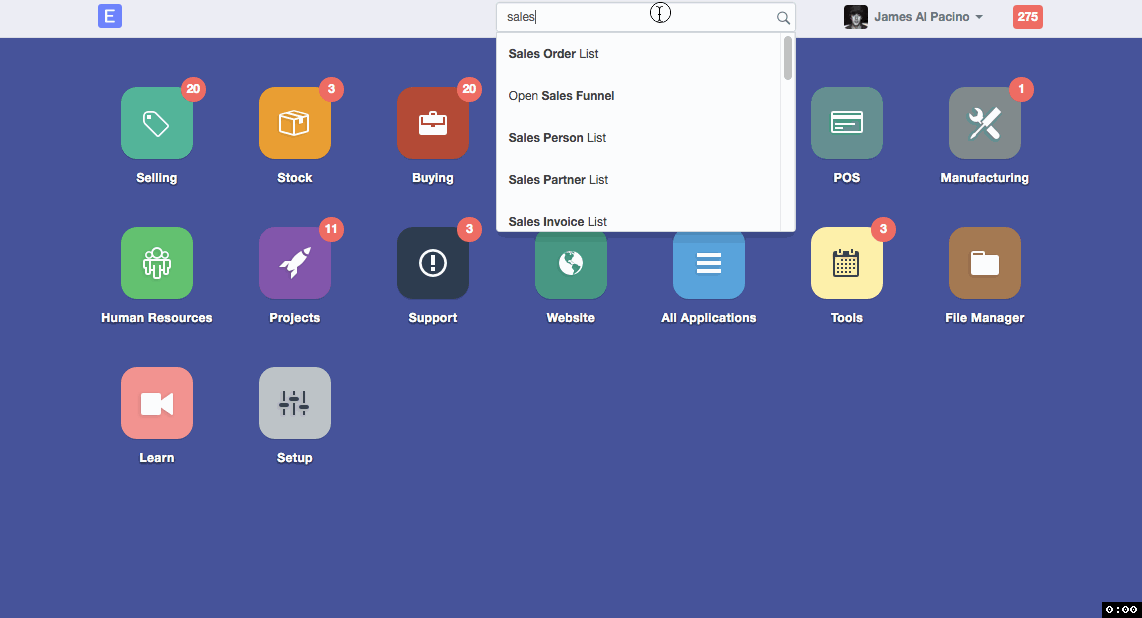 E
sales
James Al Pacino
275
Sales Order List
Open Sales Funnel
Sales Person List
Sales Partner List
Sales Invoice List
20
3
20
1
Selling
Stock
Buying
POS
Manufacturing
11
3
3
Human Resources
Projects
Support
Website
All Applications
Tools
File Manager
Learn
Setup
0:00